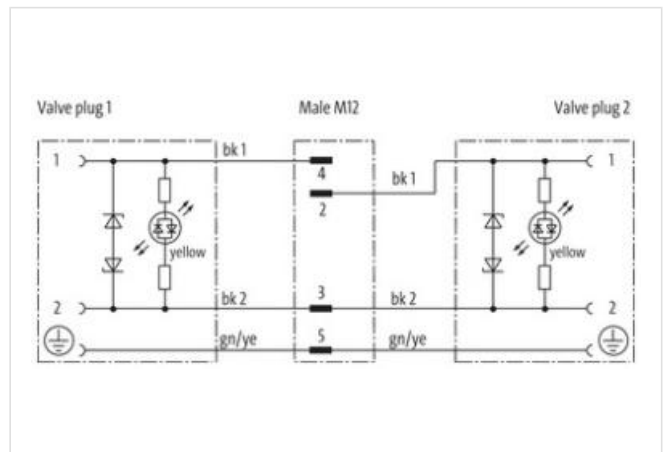 Valve plug 1
Male M12
Valve plug 2
1
bk 1
4
2
bk 1
1
yellow
yellow
2
bk 2
3
bk 2
2
gn/ye
5
gn/ye